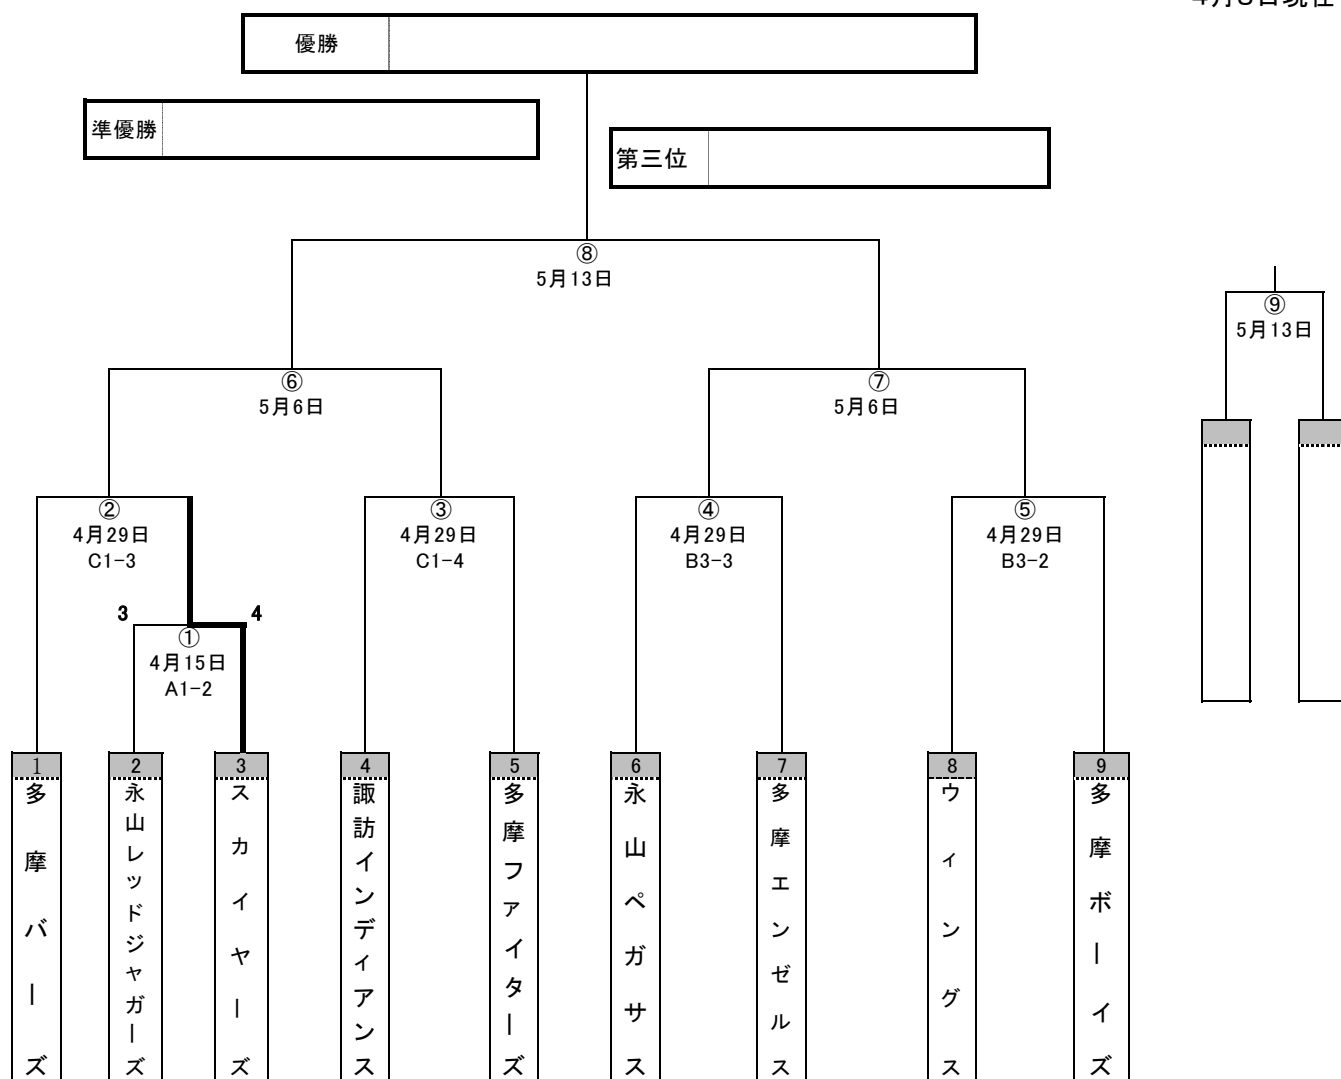 優勝
準優勝
第三位
⑧
5月13日
⑨
5月13日
⑥
5月6日
⑦
5月6日
②
4月29日
C1-3
③
4月29日
C1-4
④
4月29日
B3-3
⑤
4月29日
B3-2
3
4
①
4月15日
A1-2
1
多摩バーズ
2
永山レッドジャガーズ
3
スカイヤーズ
4
諏訪インディアンス
5
多摩ファイターズ
6
永山ペガサス
7
多摩エンゼルス
8
ウィングス
9
多摩ボーイズ